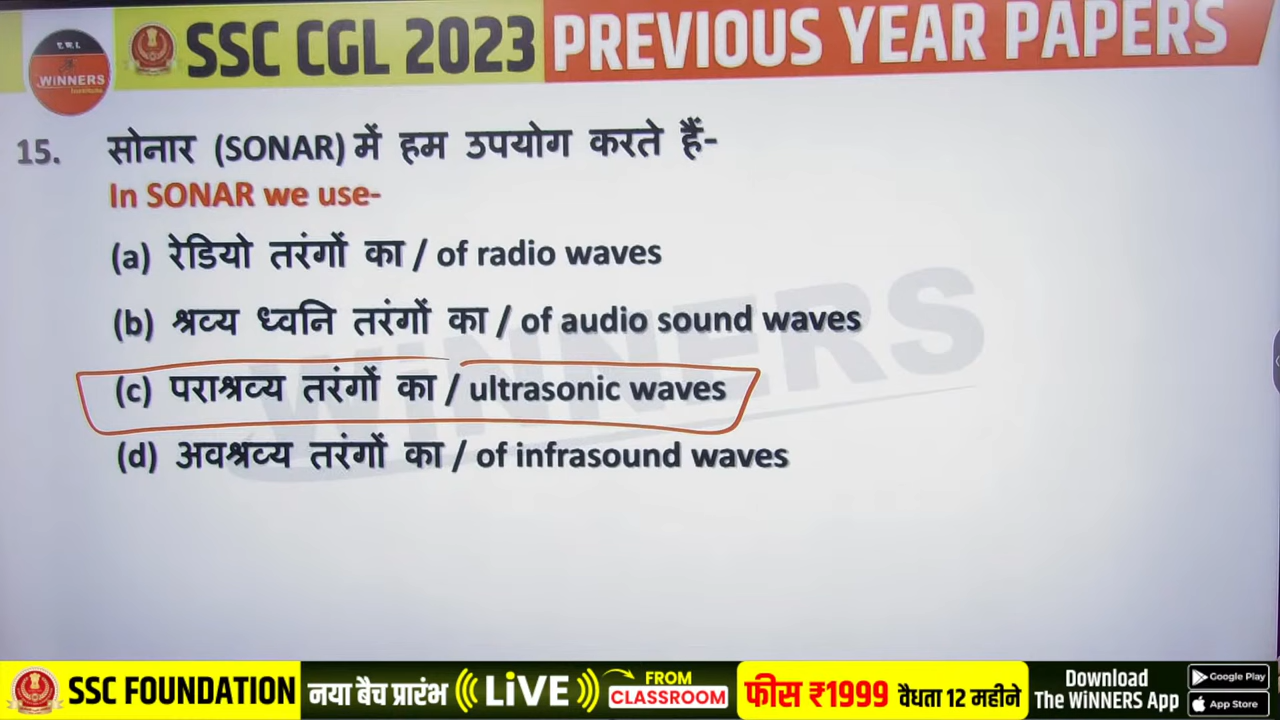 E.W.I.
WiNNERS
Institute
SSC CGL 2023 PREVIOUS YEAR PAPERS
15. सोनार (SONAR) में हम उपयोग करते हैं-
In SONAR we use-
(a) रेडियो तरंगों का / of radio waves
(b) श्रव्य ध्वनि तरंगों का / of audio sound waves
(c) पराश्रव्य तरंगों का / ultrasonic waves
(d) अवश्रव्य तरंगों का / of infrasound waves
WiNNERS
SSC FOUNDATION नया बैच प्रारंभ LiVE FROM CLASSROOM फीस ₹1999 वैधता 12 महीने Download The WiNNERS App Google Play App Store